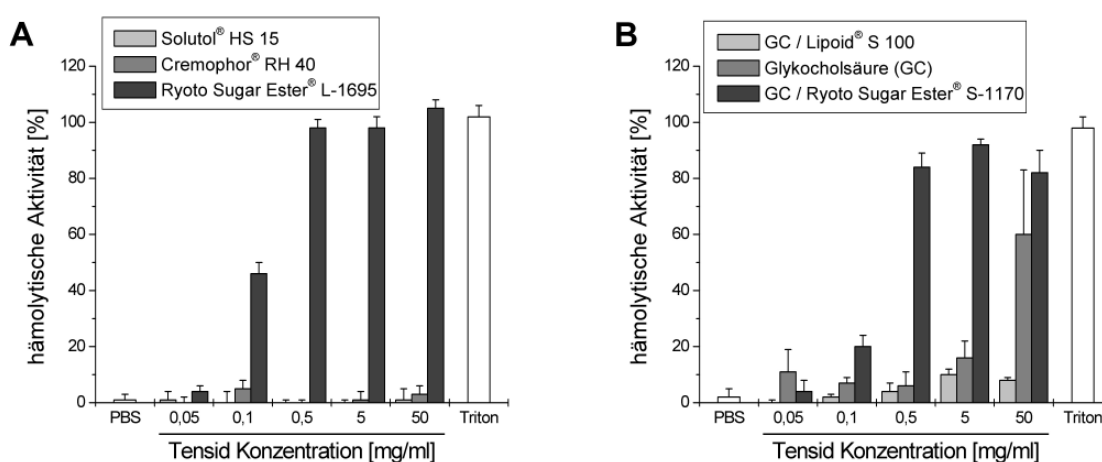 A
Solutol® HS 15
Cremophor® RH 40
Ryoto Sugar Ester® L-1695
120
100
80
60
40
20
0
hämolytische Aktivität [%]
PBS 0,05 0,1 0,5 5 50 Triton
Tensid Konzentration [mg/ml]
B
GC / Lipoid® S 100
Glykocholsäure (GC)
GC / Ryoto Sugar Ester® S-1170
120
100
80
60
40
20
0
hämolytische Aktivität [%]
PBS 0,05 0,1 0,5 5 50 Triton
Tensid Konzentration [mg/ml]